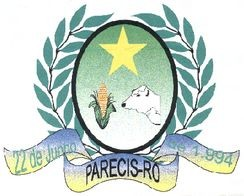 22 de Junho
PARECIS-RO
de 1.994